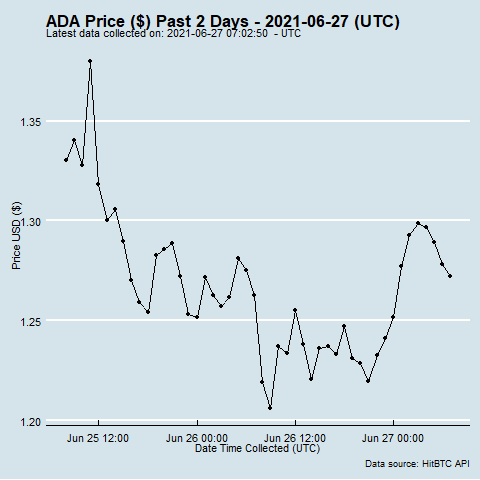 ADA Price ($) Past 2 Days - 2021-06-27 (UTC)
Latest data collected on: 2021-06-27 07:02:50 - UTC
Price USD ($)
1.35
1.30
1.25
1.20
Jun 25 12:00 Jun 26 00:00 Jun 26 12:00 Jun 27 00:00
Date Time Collected (UTC)
Data source: HitBTC API